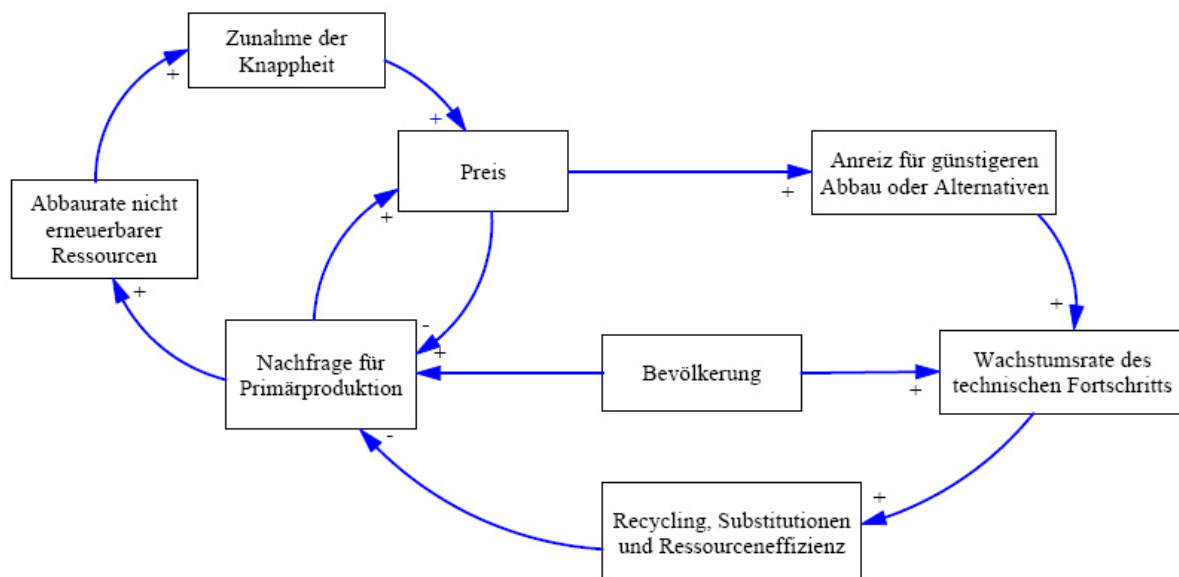 Zunahme der
Knappheit
+
+
Preis
Anreiz für günstigeren
Abbau oder Alternativen
+
Abbaurate nicht
erneuerbarer
Ressourcen
+
+
+
-
+
Nachfrage für
Primärproduktion
Bevölkerung
+
Wachstumsrate des
technischen Fortschritts
-
+
Recycling, Substitutionen
und Ressourceneffizienz